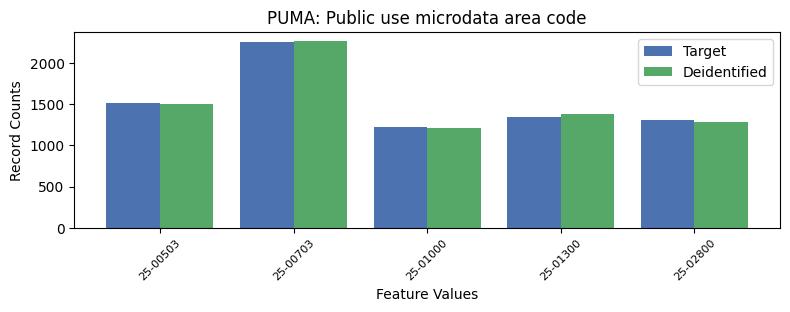 PUMA: Public use microdata area code
Target
Deidentified
Record Counts
2000
1500
1000
500
0
25-00503
25-00703
25-01000
25-01300
25-02800
Feature Values